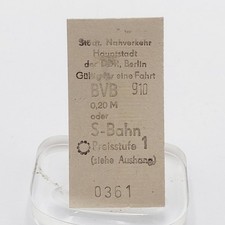 Städt. Nahverkehr
Hauptstadt
der DDR, Berlin
Gültig für eine Fahrt
BVB 910
0,20 M
oder
S-Bahn
Preisstufe 1
(siehe Aushang)
0361